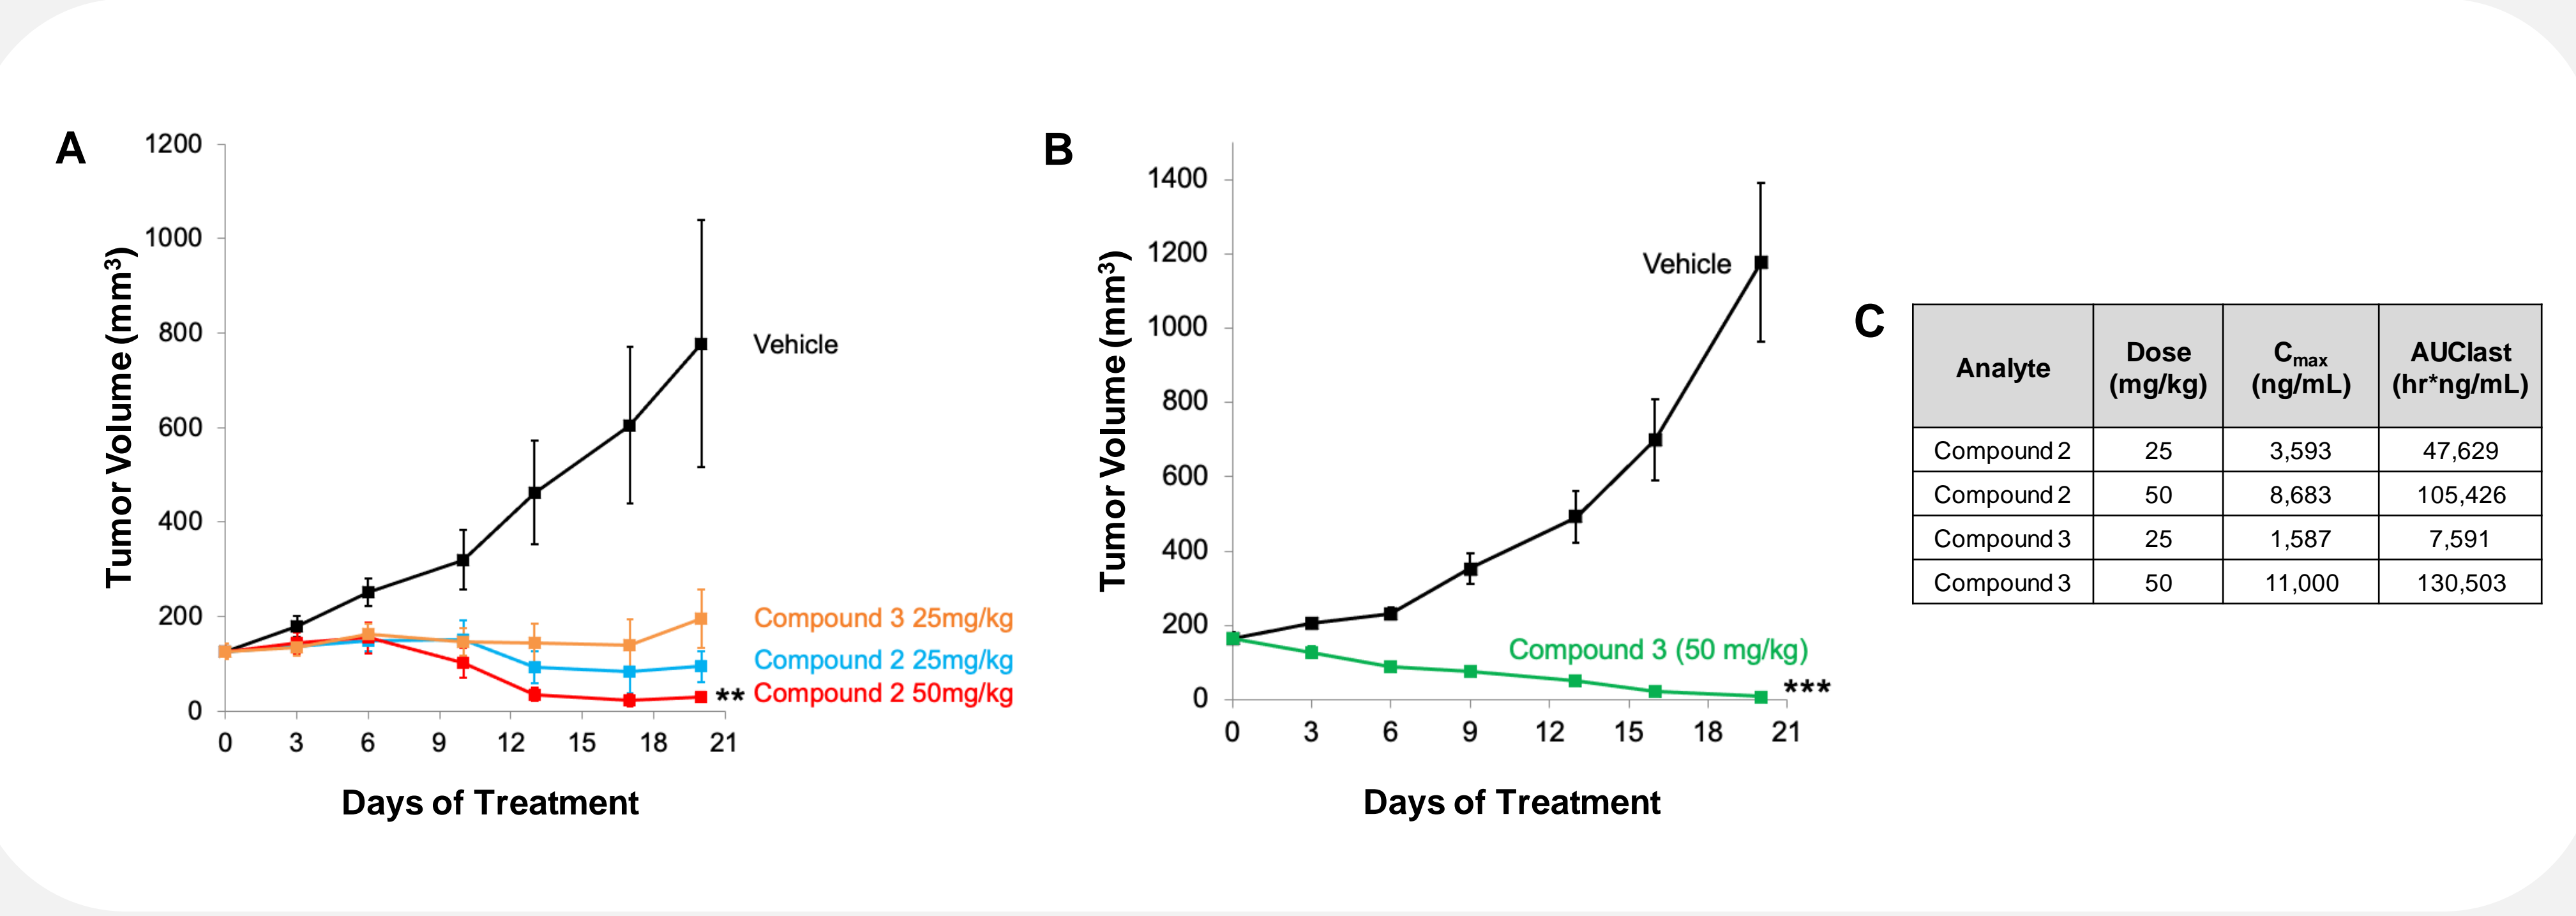 A
1200
1000
800
600
400
200
0
Tumor Volume (mm³)
0 3 6 9 12 15 18 21
Days of Treatment
Vehicle
Compound 3 25mg/kg
Compound 2 25mg/kg
** Compound 2 50mg/kg
B
1400
1200
1000
800
600
400
200
0
Tumor Volume (mm³)
0 3 6 9 12 15 18 21
Days of Treatment
Vehicle
Compound 3 (50 mg/kg)
***
C
Analyte Dose (mg/kg) Cmax (ng/mL) AUClast (hr*ng/mL)
Compound 2 25 3,593 47,629
Compound 2 50 8,683 105,426
Compound 3 25 1,587 7,591
Compound 3 50 11,000 130,503